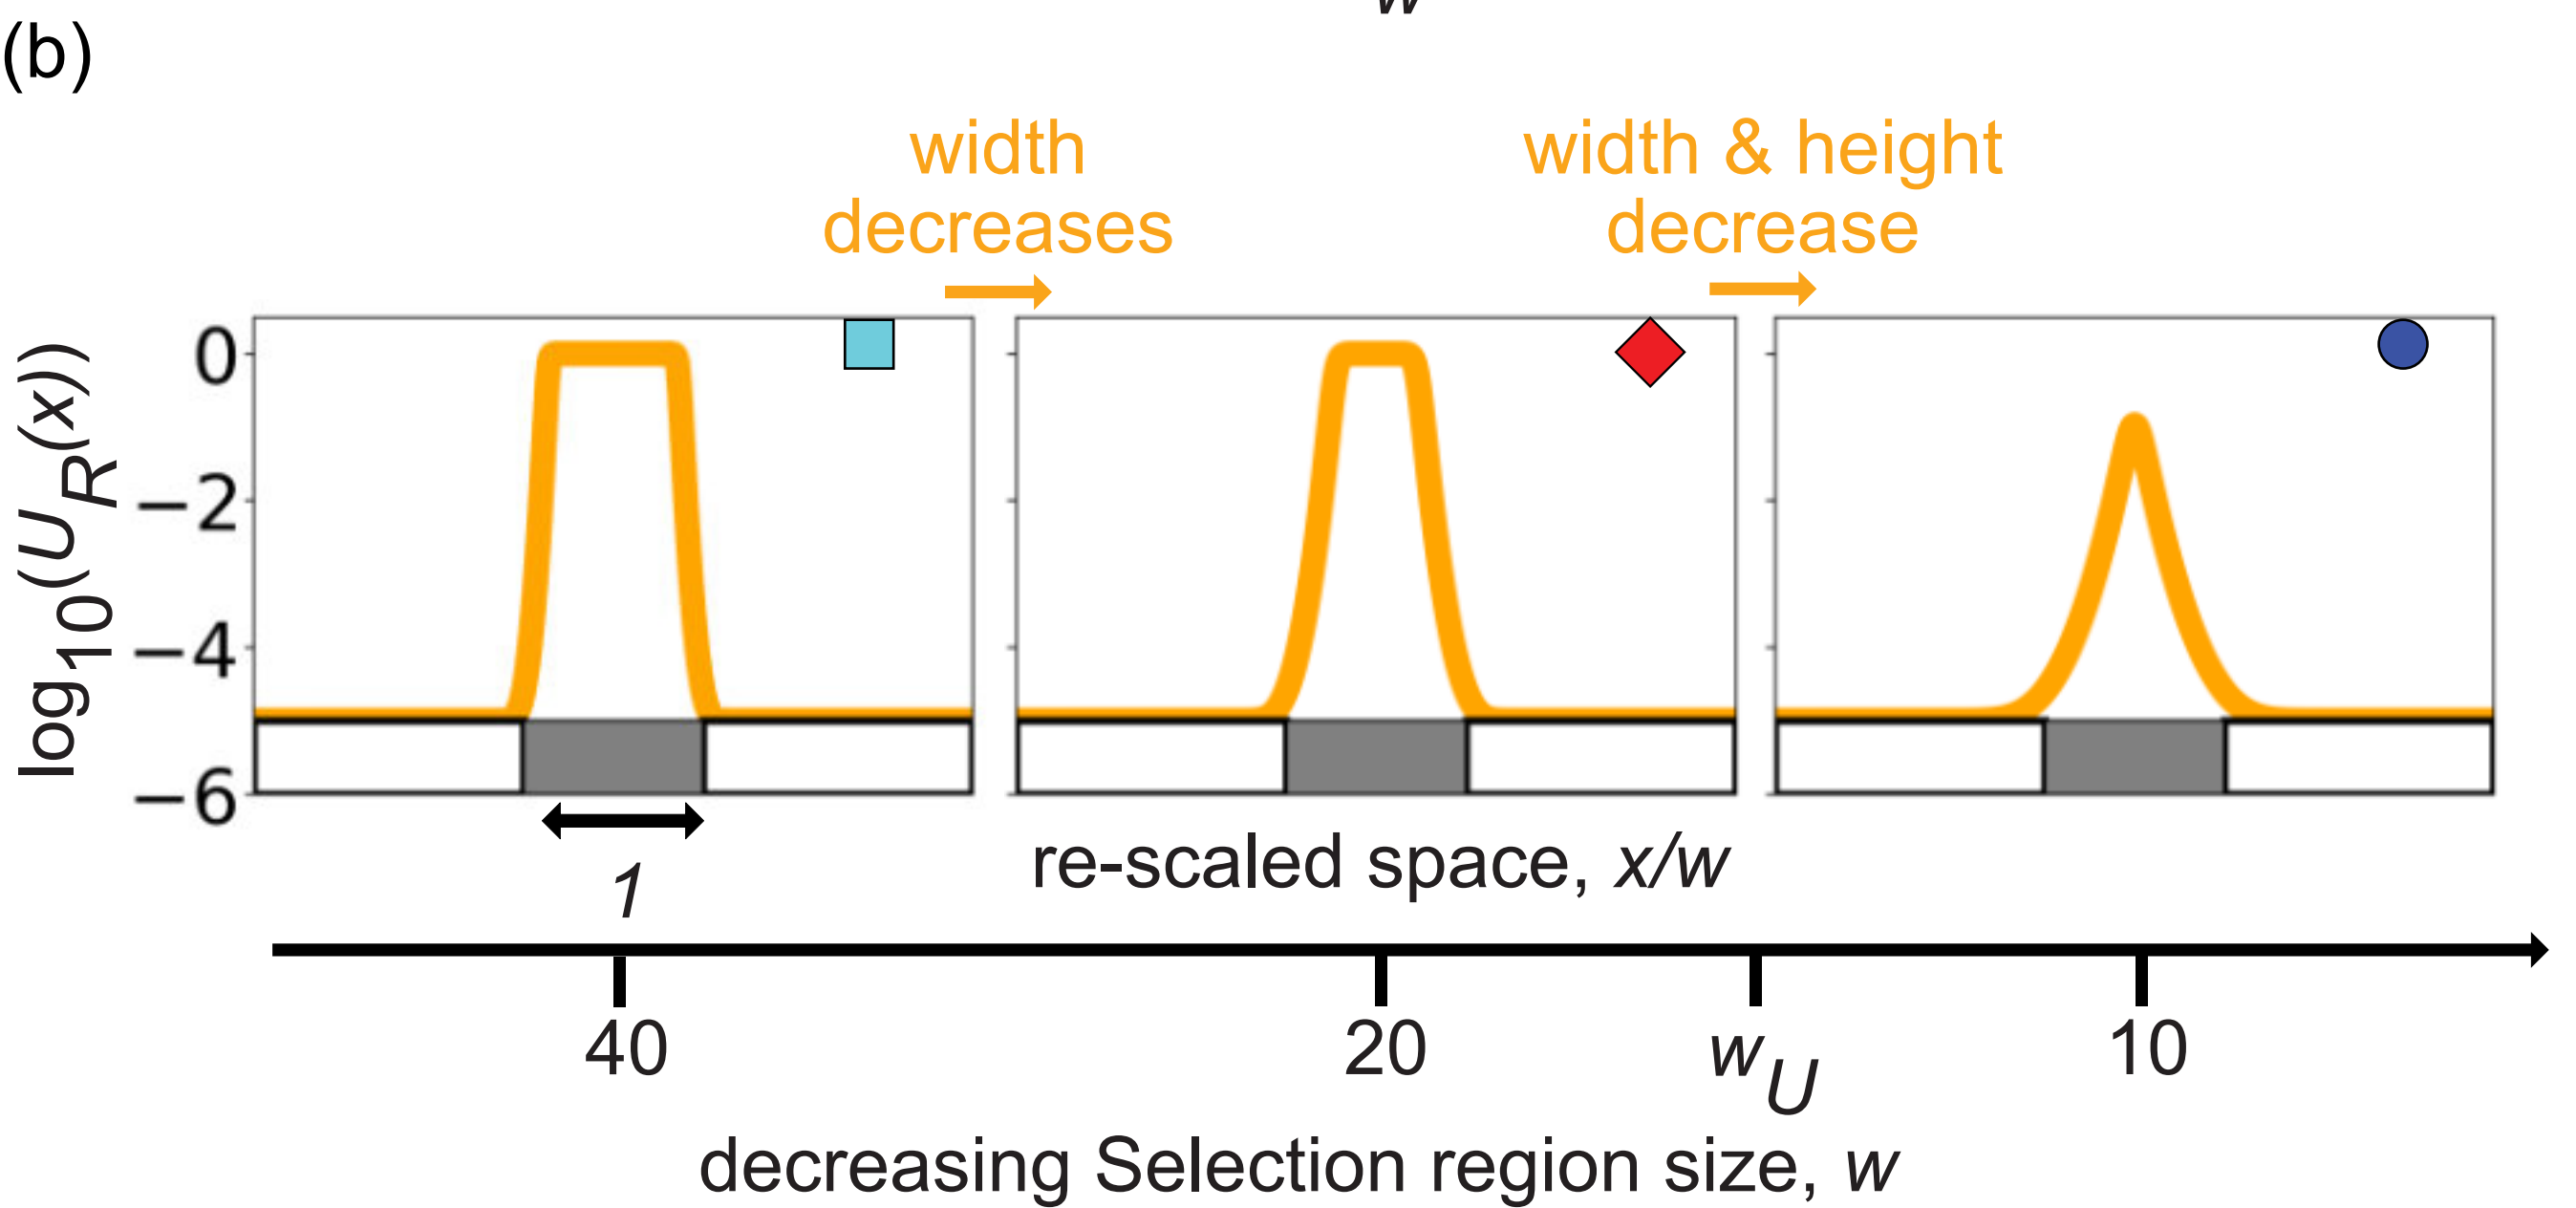 w
(b)
width
decreases
width & height
decrease
log10(UR(x))
0
−2
−4
−6
1
re-scaled space, x/w
40
20
wU
10
decreasing Selection region size, w